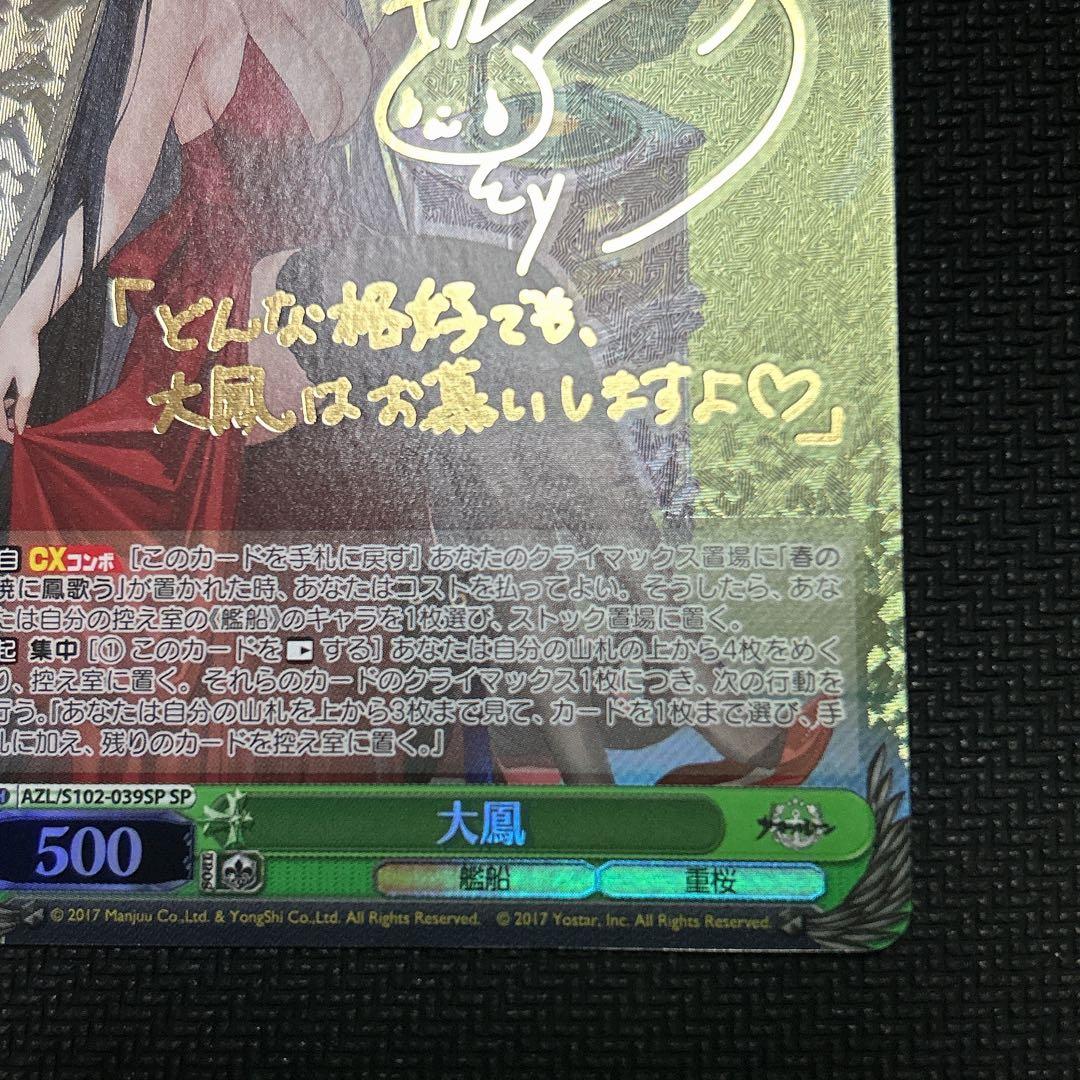 「どんな格好でも、
大鳳はお慕いしますよ♡」
自 CXコンボ [このカードを手札に戻す] あなたのクライマックス置場に「春の
暁に鳳歌う」が置かれた時、あなたはコストを払ってよい。そうしたら、あな
たは自分の控え室の《艦船》のキャラを1枚選び、ストック置場に置く。
起 集中 [① このカードを する] あなたは自分の山札の上から4枚をめく
り、控え室に置く。それらのカードのクライマックス1枚につき、次の行動を
行う。『あなたは自分の山札を上から3枚まで見て、カードを1枚まで選び、手
札に加え、残りのカードを控え室に置く。』
AZL/S102-039SP SP
500
大鳳
アズールレーン
soul
艦船 重桜
© 2017 Manjuu Co.,Ltd. & YongShi Co.,Ltd. All Rights Reserved. © 2017 Yostar, Inc. All Rights Reserved.